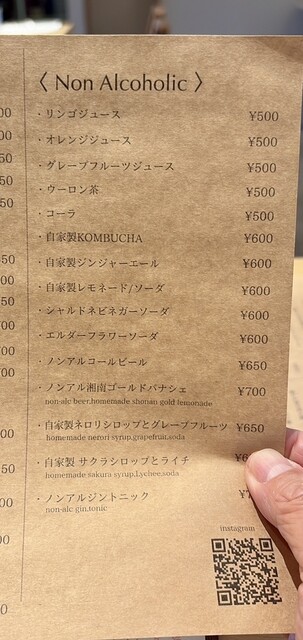 〈 Non Alcoholic 〉
・リンゴジュース ¥500
・オレンジジュース ¥500
・グレープフルーツジュース ¥500
・ウーロン茶 ¥500
・コーラ ¥500
・自家製KOMBUCHA ¥600
・自家製ジンジャーエール ¥600
・自家製レモネード/ソーダ ¥600
・シャルドネビネガーソーダ ¥600
・エルダーフラワーソーダ ¥600
・ノンアルコールビール ¥650
・ノンアル湘南ゴールドパナシェ ¥700
non-alc beer,homemade shonan gold lemonade
・自家製ネロリシロップとグレープフルーツ ¥650
homemade nerori syrup,grapefruit,soda
・自家製 サクラシロップとライチ
homemade sakura syrup,Lychee,soda
・ノンアルジントニック
non-alc gin,tonic
instagram